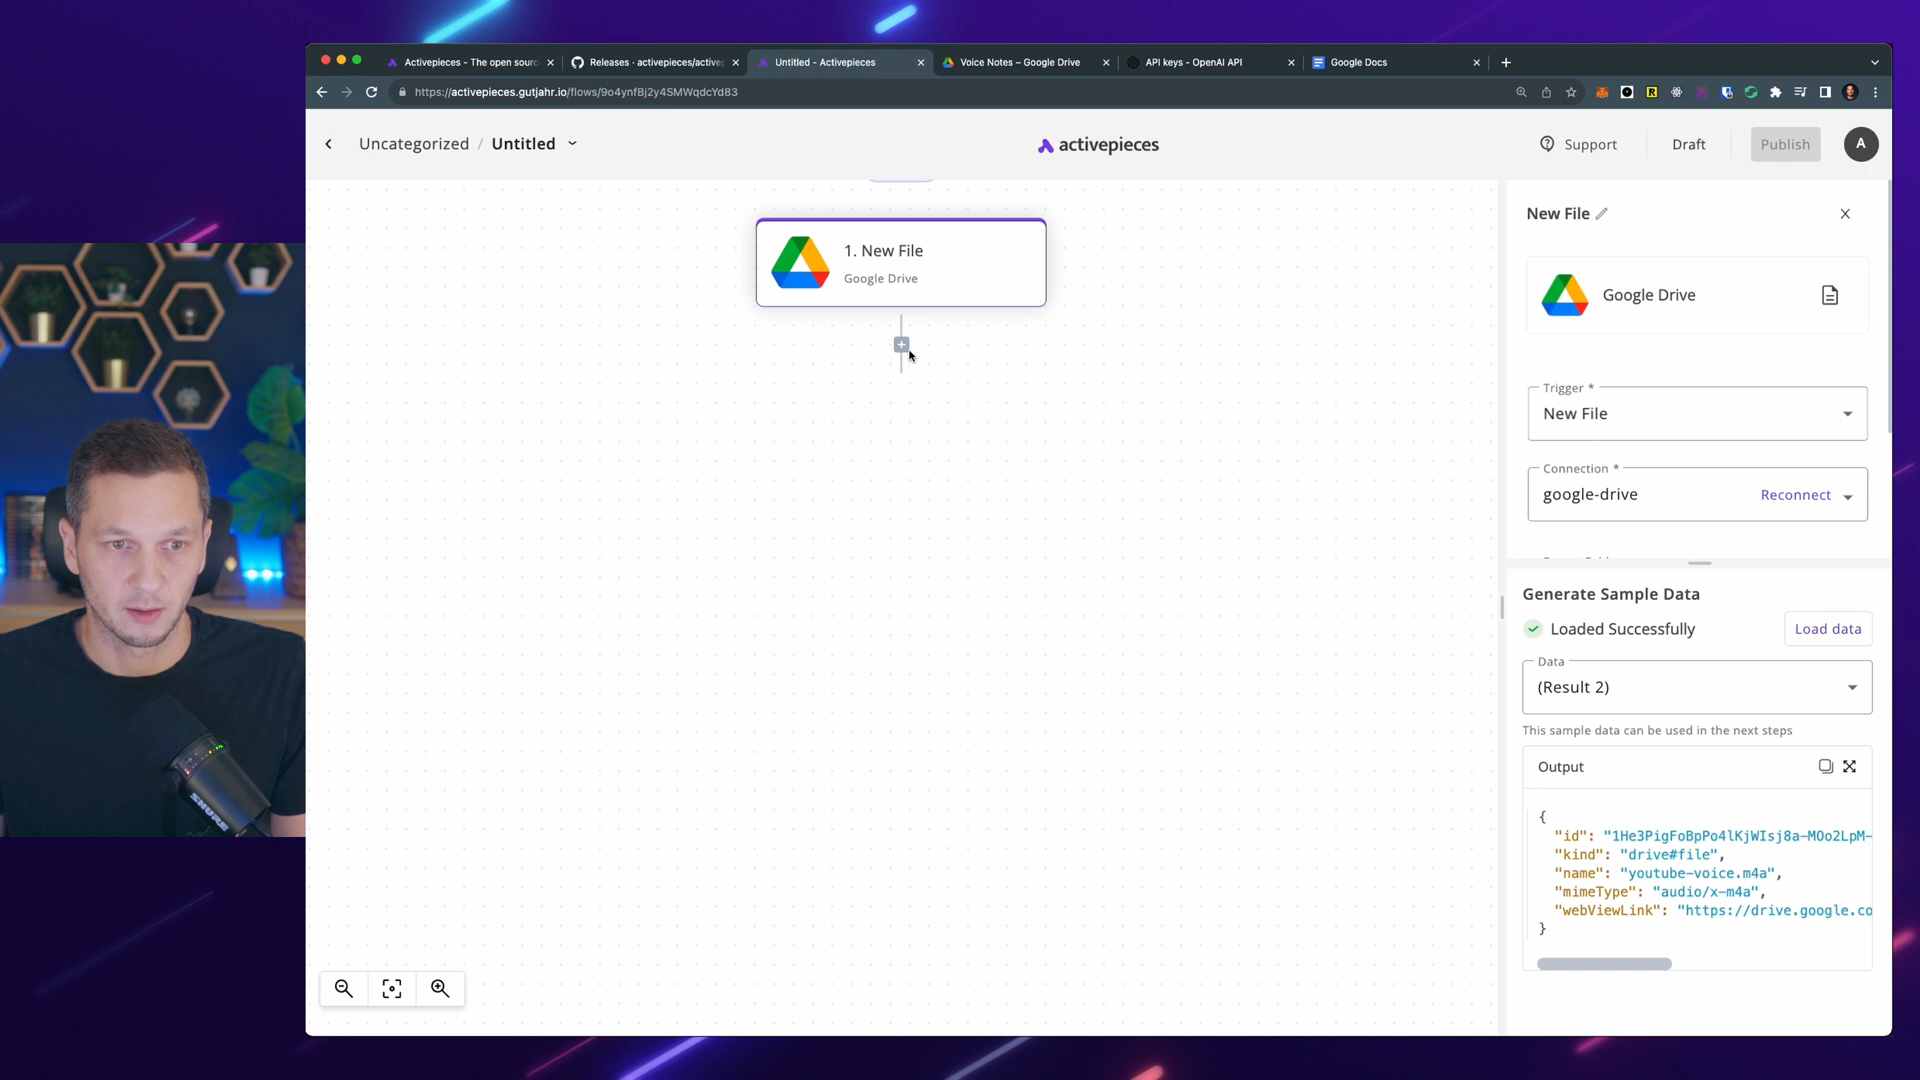 Activepieces - The open sourc
Releases · activepieces/activep
Untitled - Activepieces
Voice Notes – Google Drive
API keys - OpenAI API
Google Docs
https://activepieces.gutjahr.io/flows/9o4ynfBj2y4SMWqdcYd83
Uncategorized / Untitled
activepieces
Support
Draft
Publish
A
1. New File
Google Drive
New File
Google Drive
Trigger *
New File
Connection *
google-drive
Reconnect
Generate Sample Data
Loaded Successfully
Load data
Data
(Result 2)
This sample data can be used in the next steps
Output
{
"id": "1He3PigFoBpPo4lKjWIsj8a-MOo2LpM-
"kind": "drive#file",
"name": "youtube-voice.m4a",
"mimeType": "audio/x-m4a",
"webViewLink": "https://drive.google.co
}
SHURE